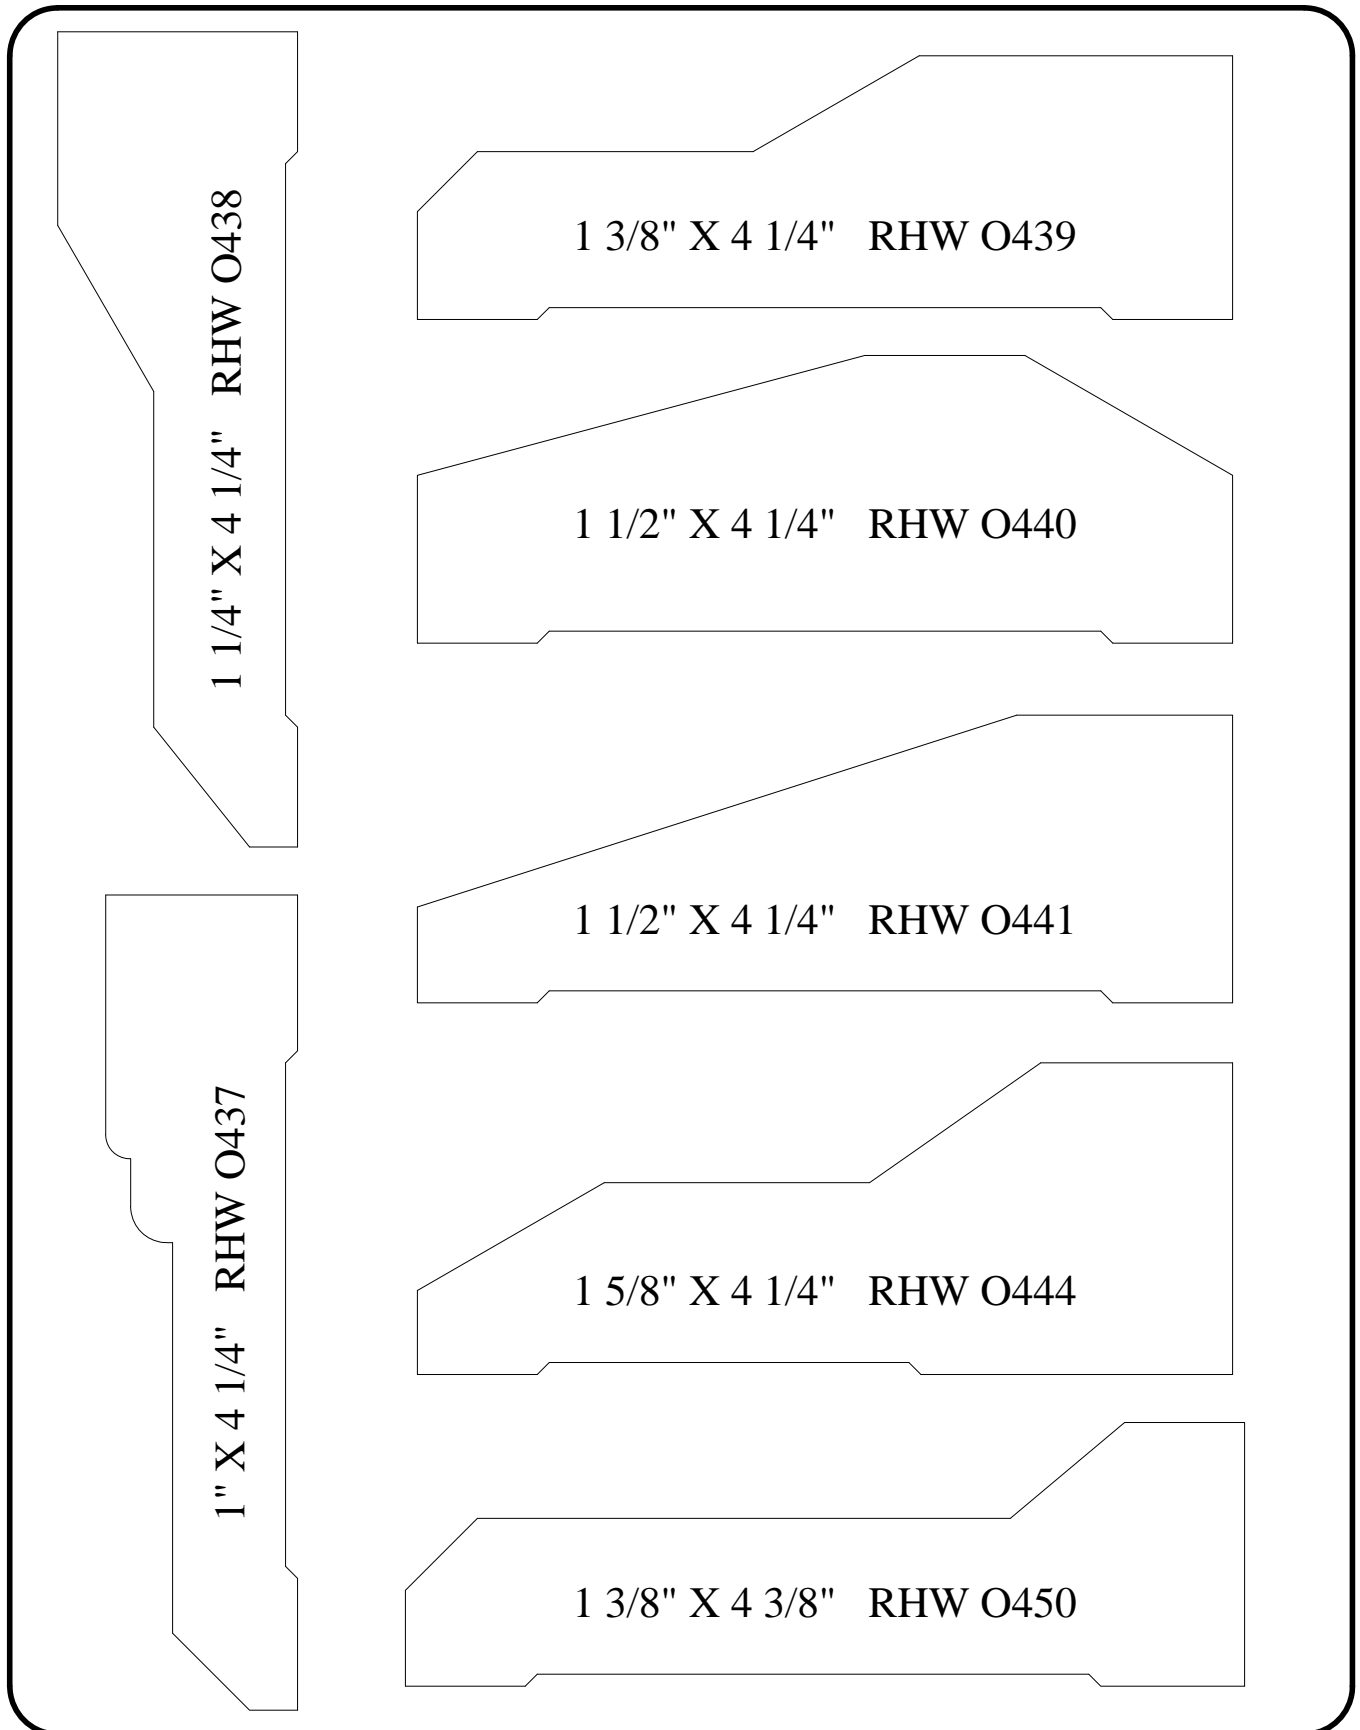 1 1/4" X 4 1/4" RHW O438
1 3/8" X 4 1/4" RHW O439
1 1/2" X 4 1/4" RHW O440
1 1/2" X 4 1/4" RHW O441
1" X 4 1/4" RHW O437
1 5/8" X 4 1/4" RHW O444
1 3/8" X 4 3/8" RHW O450